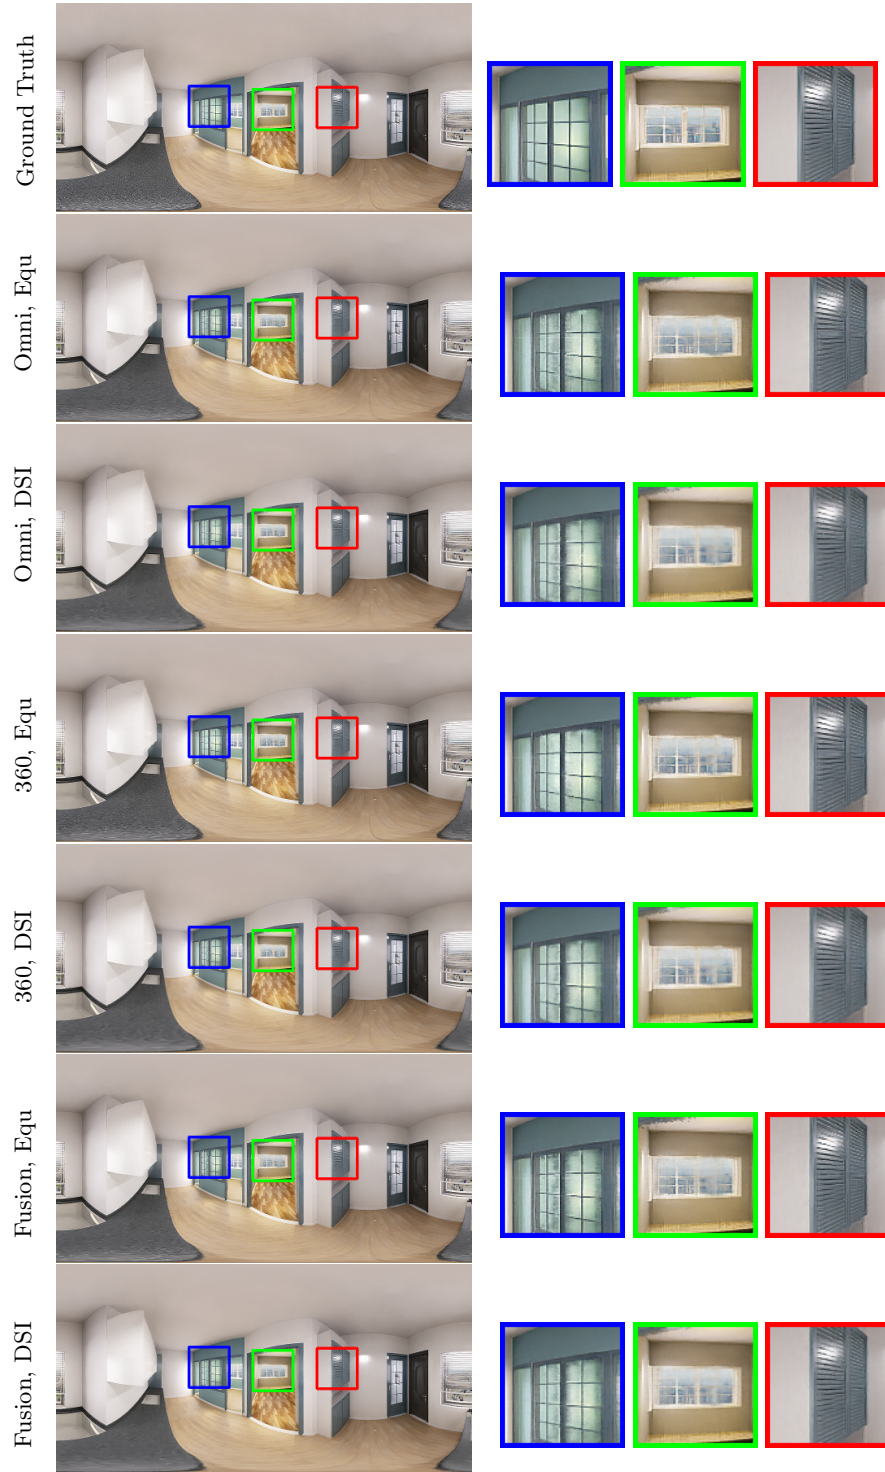 Ground Truth
Omni, Equ
Omni, DSI
360, Equ
360, DSI
Fusion, Equ
Fusion, DSI